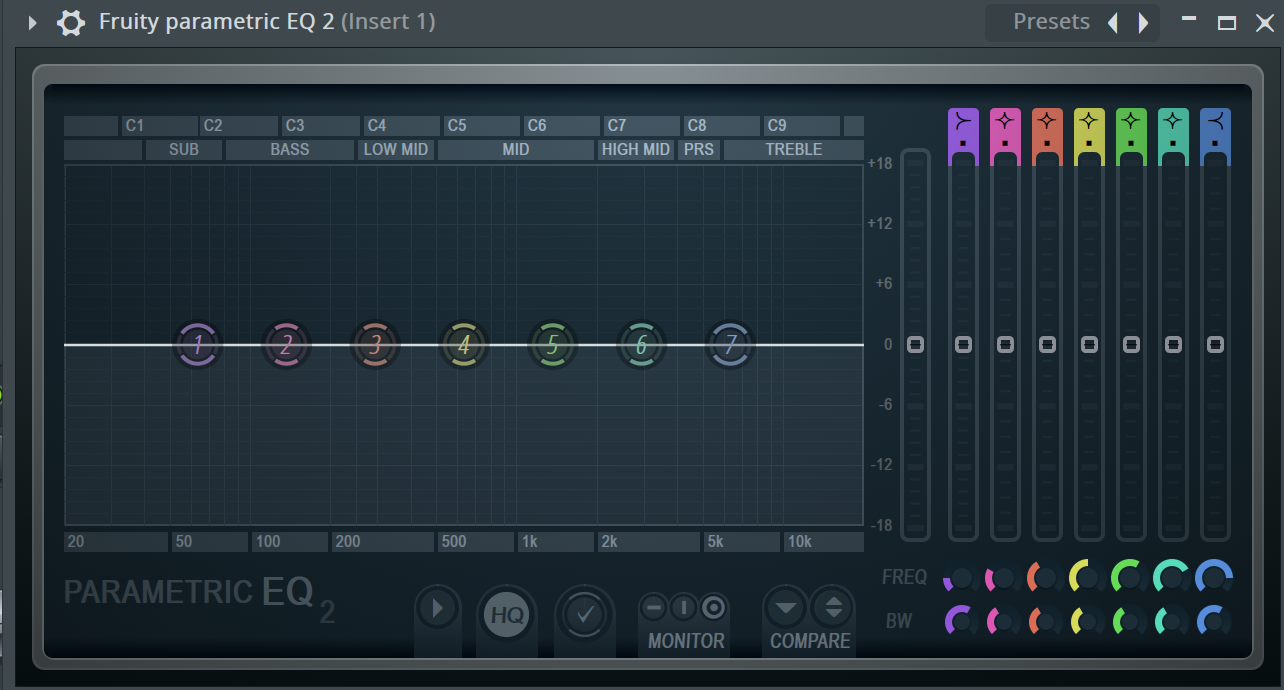 Fruity parametric EQ 2 (Insert 1) Presets
C1 C2 C3 C4 C5 C6 C7 C8 C9
SUB BASS LOW MID MID HIGH MID PRS TREBLE
+18
+12
+6
1 2 3 4 5 6 7 0
-6
-12
-18
20 50 100 200 500 1k 2k 5k 10k
FREQ
PARAMETRIC EQ 2
HQ
BW
MONITOR COMPARE